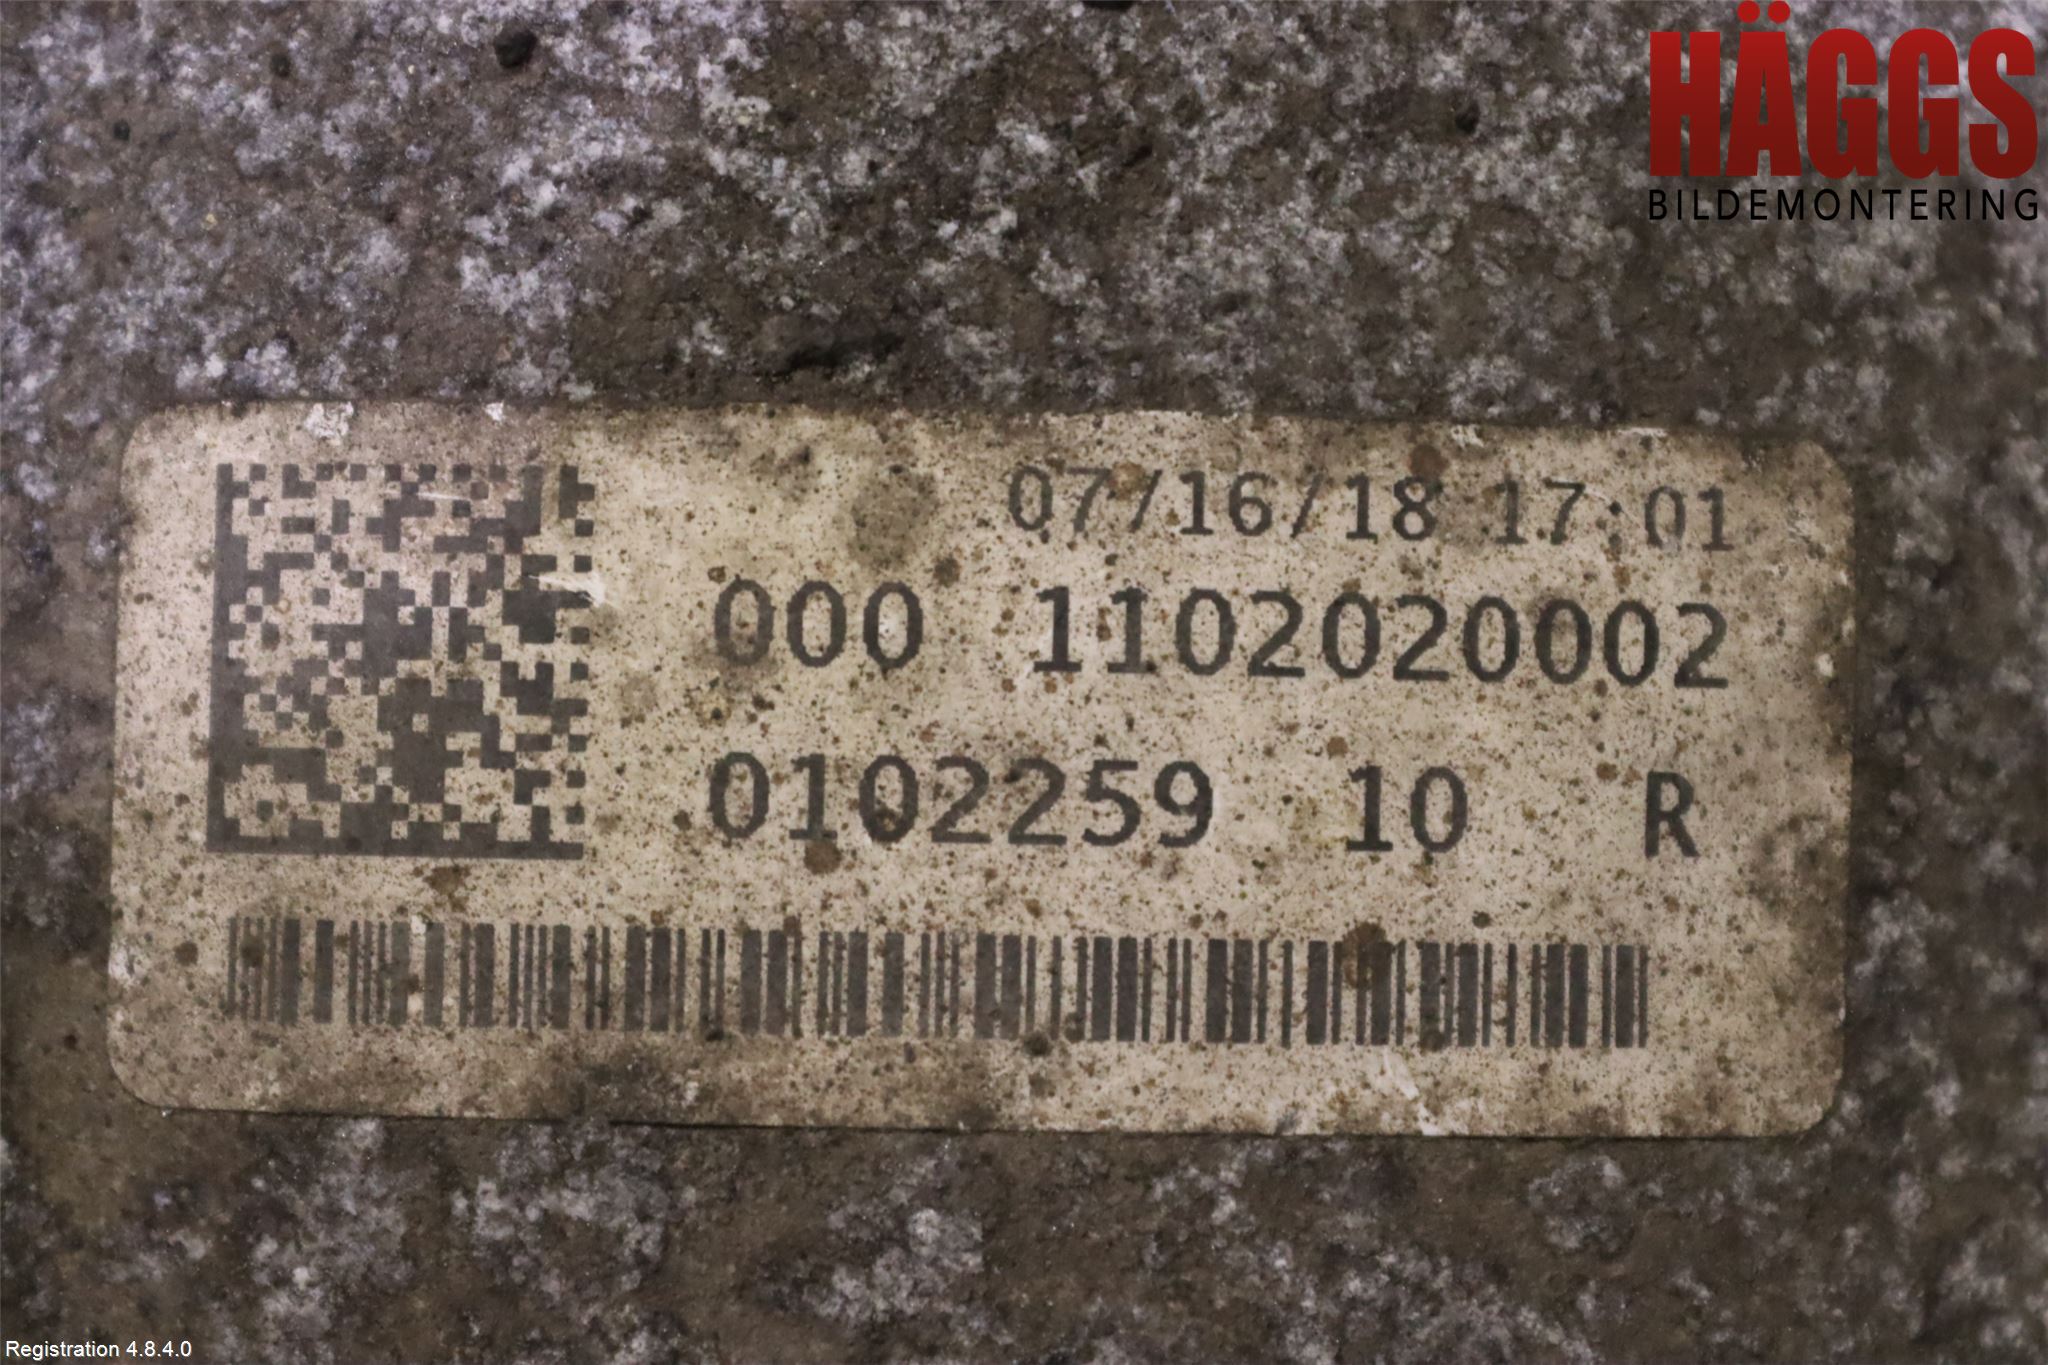 HÄGGS
BILDEMONTERING
07/16/18 17:01
000 1102020002
0102259 10 R
Registration 4.8.4.0